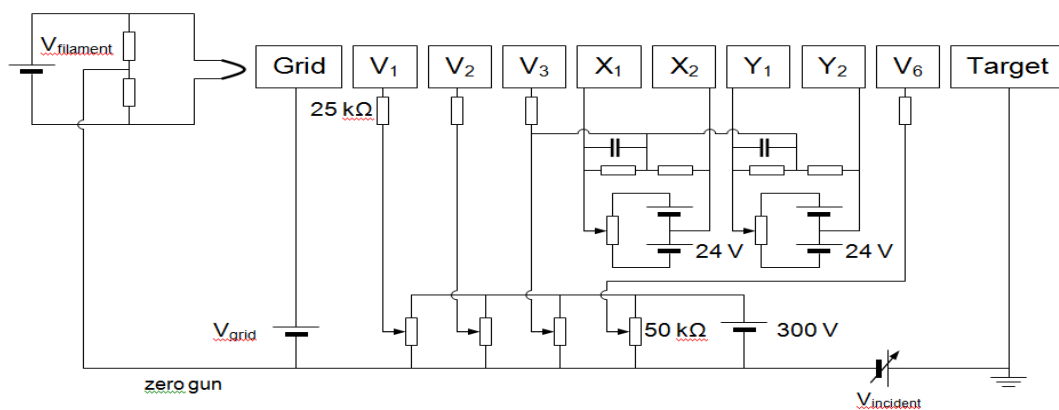 V filament
Grid
V1
V2
V3
X1
X2
Y1
Y2
V6
Target
25 kΩ
24 V
24 V
Vgrid
50 kΩ
300 V
zero gun
Vincident